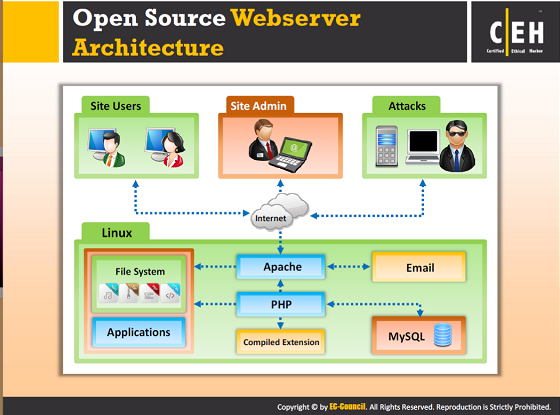 Open Source Webserver
Architecture
C|EH
Certified Ethical Hacker
Site Users
Site Admin
Attacks
Internet
Linux
File System
Apache
Email
PHP
Applications
Compiled Extension
MySQL
Copyright © by EC-Council. All Rights Reserved. Reproduction is Strictly Prohibited.